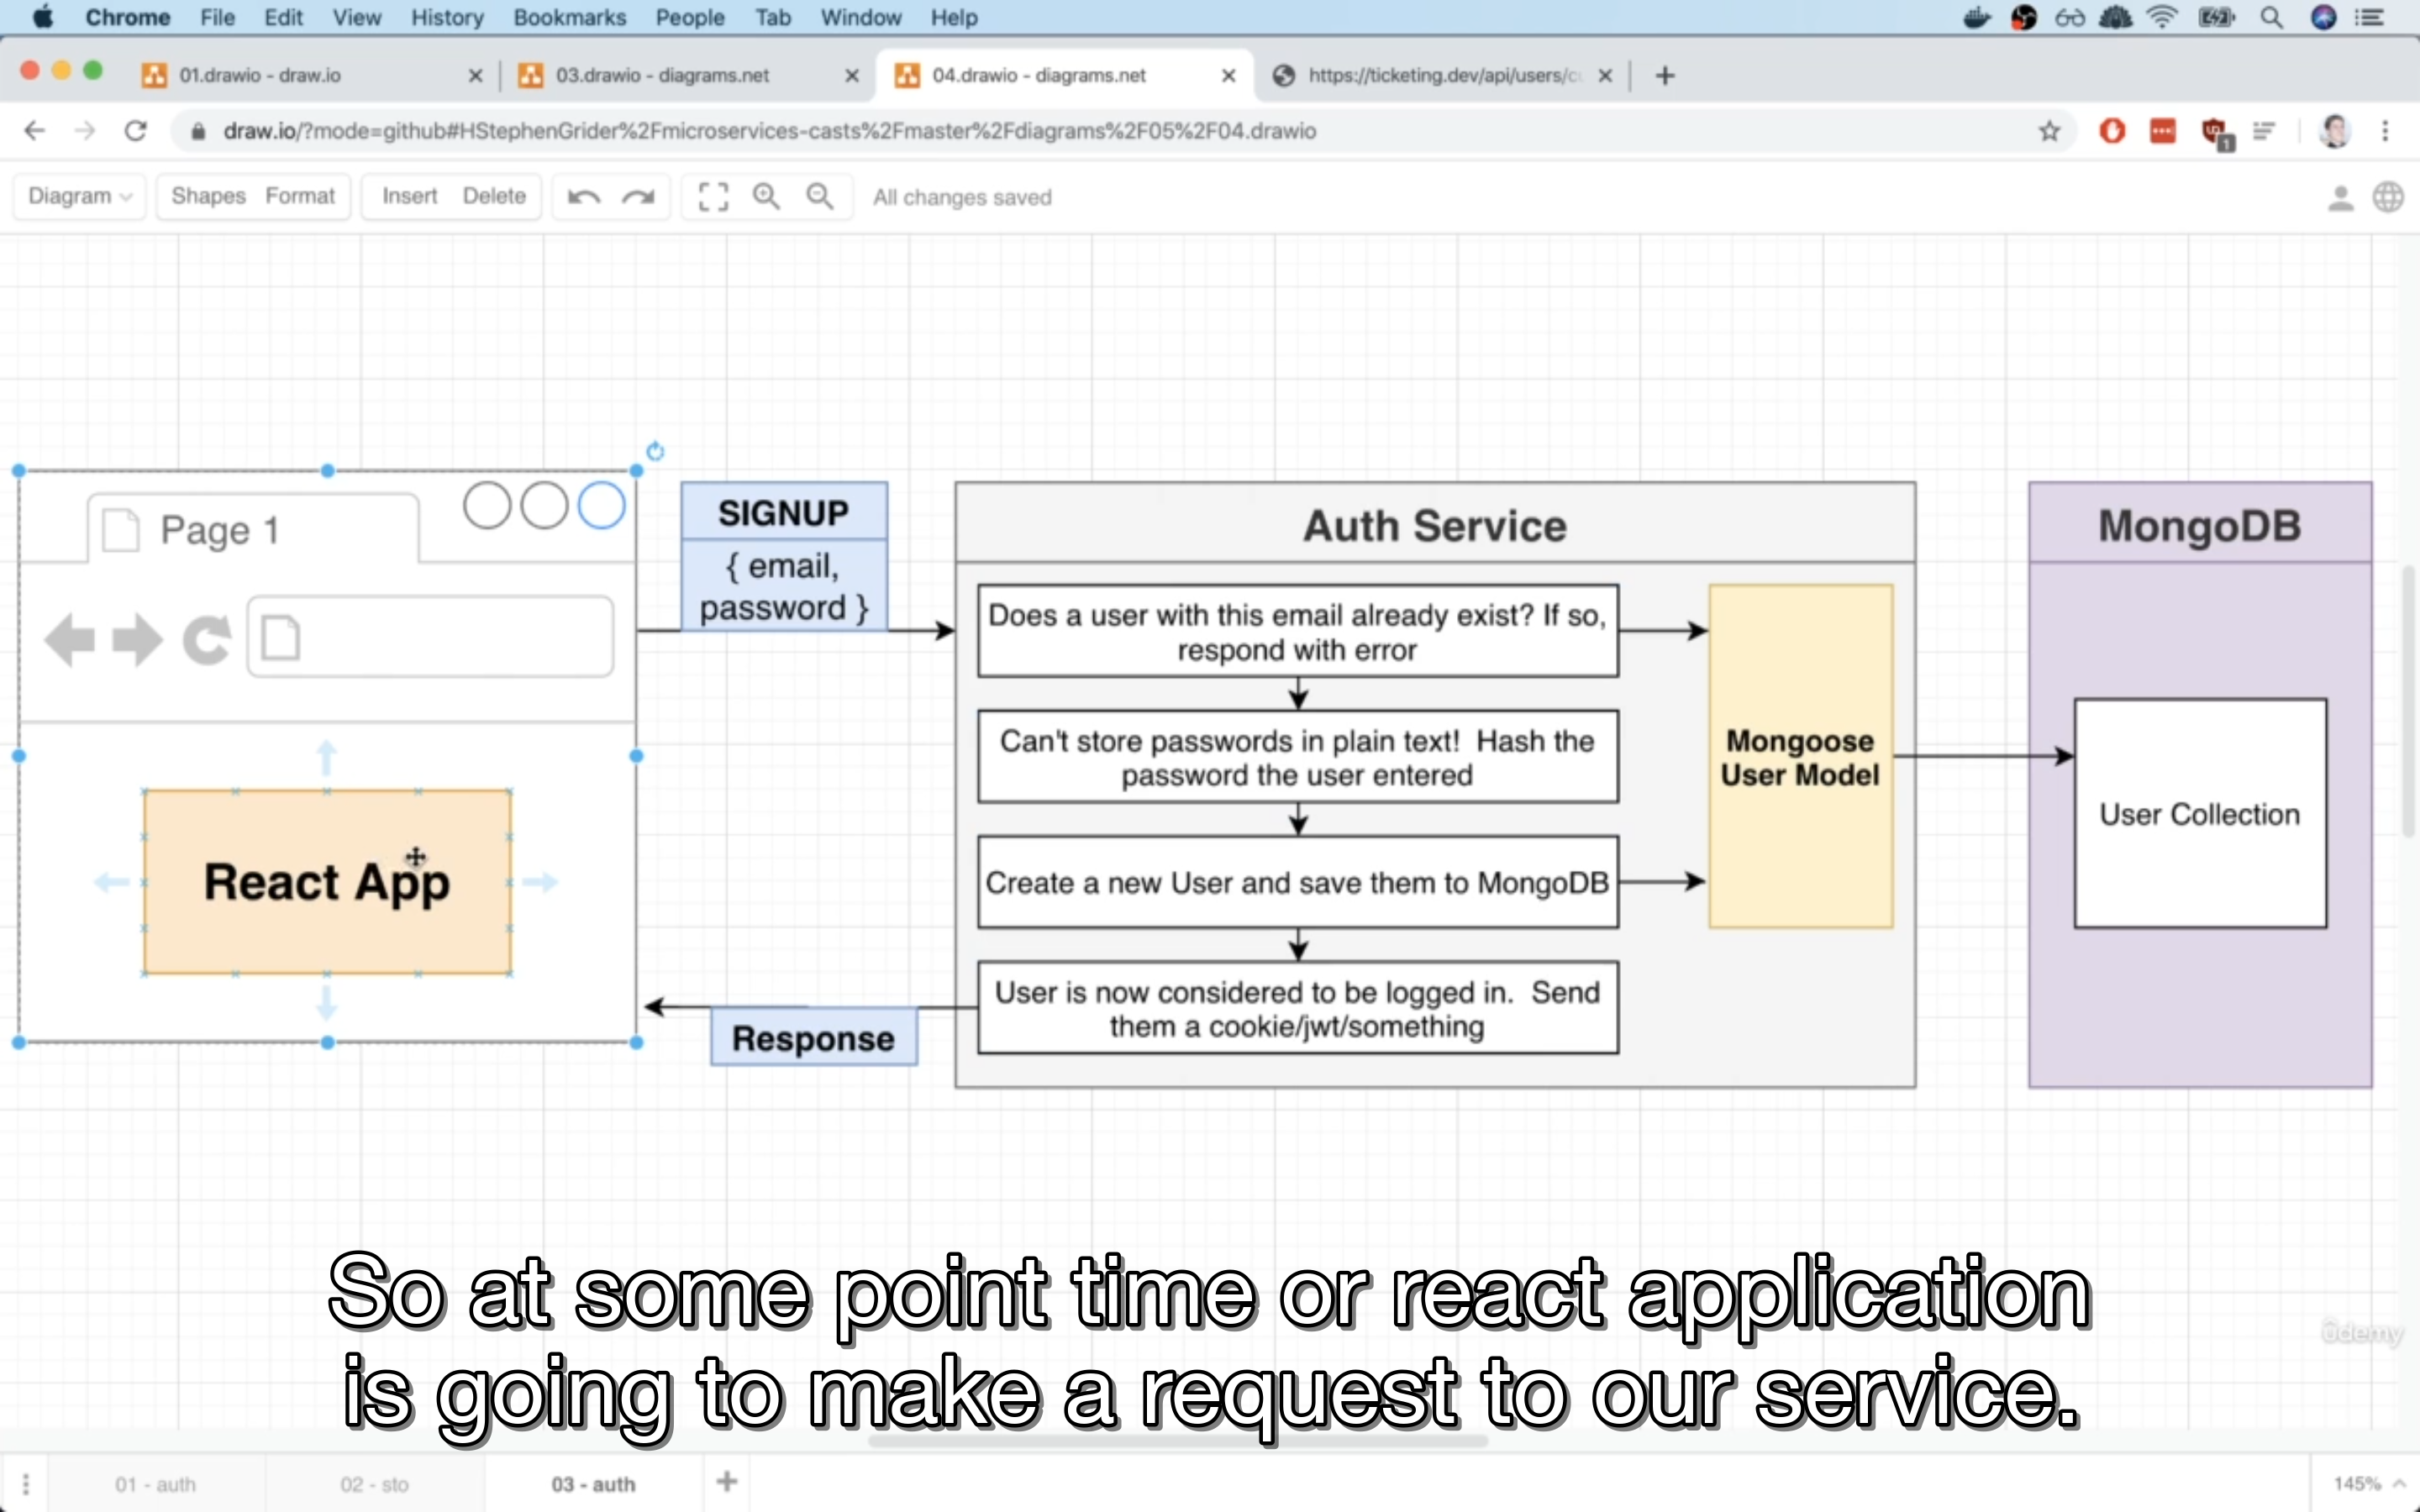 Chrome File Edit View History Bookmarks People Tab Window Help
01.drawio - draw.io
03.drawio - diagrams.net
04.drawio - diagrams.net
https://ticketing.dev/api/users/c
draw.io/?mode=github#HStephenGrider%2Fmicroservices-casts%2Fmaster%2Fdiagrams%2F05%2F04.drawio
1
Diagram Shapes Format Insert Delete All changes saved
Page 1
React App
SIGNUP
{ email,
password }
Response
Auth Service
Does a user with this email already exist? If so,
respond with error
Can't store passwords in plain text! Hash the
password the user entered
Create a new User and save them to MongoDB
User is now considered to be logged in. Send
them a cookie/jwt/something
Mongoose
User Model
MongoDB
User Collection
So at some point time or react application
is going to make a request to our service.
ûdemy
01 - auth 02 - sto 03 - auth
145%